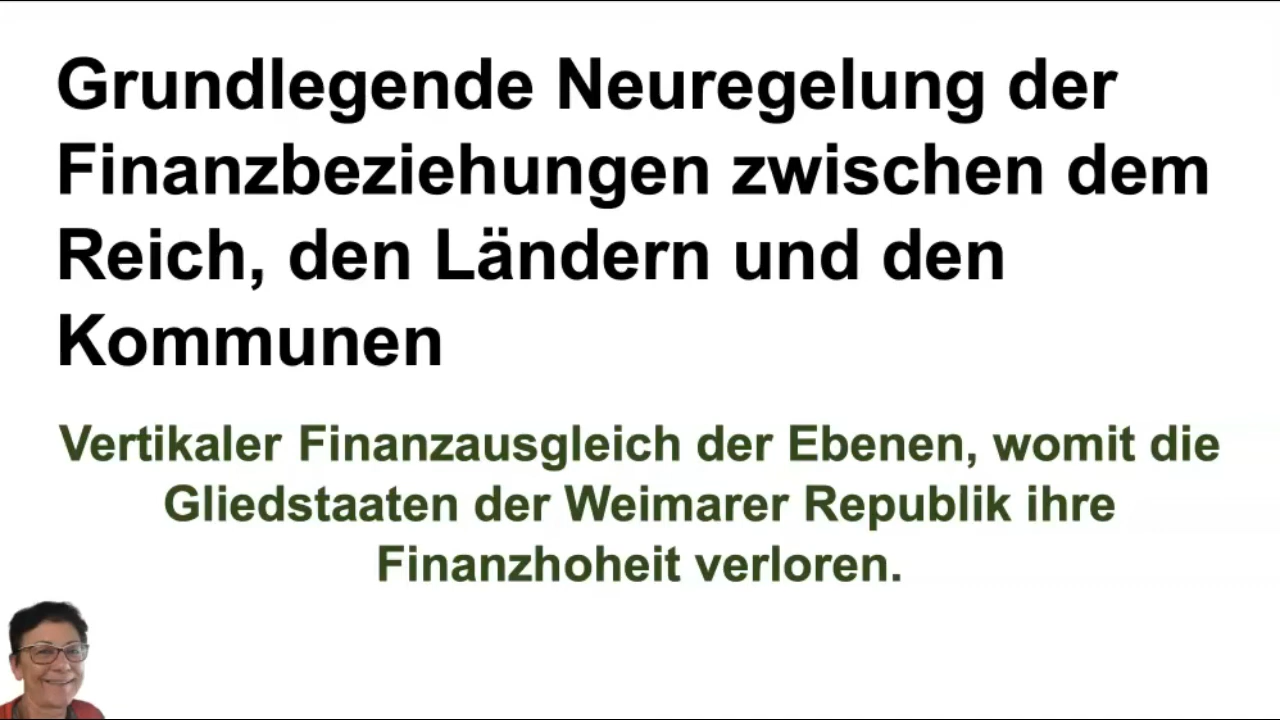 Grundlegende Neuregelung der
Finanzbeziehungen zwischen dem
Reich, den Ländern und den
Kommunen
Vertikaler Finanzausgleich der Ebenen, womit die
Gliedstaaten der Weimarer Republik ihre
Finanzhoheit verloren.